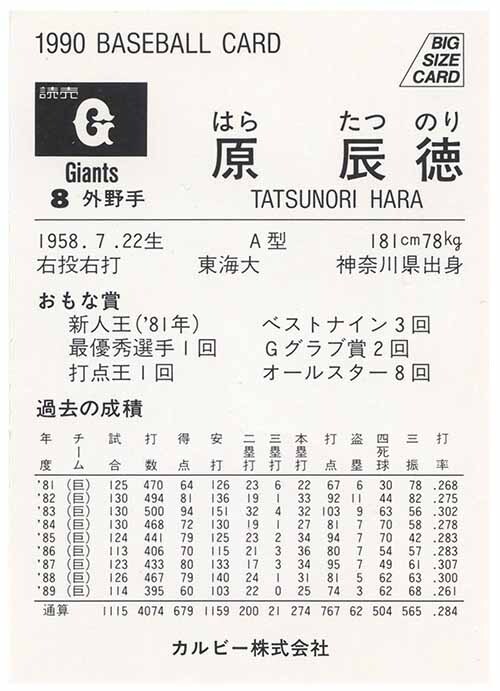 1990 BASEBALL CARD
BIG
SIZE
CARD
読売
G
Giants
8 外野手
はら たつ のり
原 辰 徳
TATSUNORI HARA
1958.7.22生 A型 181cm78kg
右投右打 東海大 神奈川県出身
おもな賞
新人王('81年) ベストナイン3回
最優秀選手1回 Gグラブ賞2回
打点王1回 オールスター8回
過去の成積
年度 チーム 試合 打数 得点 安打 二塁打 三塁打 本塁打 打点 盗塁 四死球 三振 打率
'81 (巨) 125 470 64 126 23 6 22 67 6 30 78 .268
'82 (巨) 130 494 81 136 19 1 33 92 11 44 82 .275
'83 (巨) 130 500 94 151 32 4 32 103 9 63 56 .302
'84 (巨) 130 468 72 130 19 1 27 81 7 70 58 .278
'85 (巨) 124 441 79 125 23 2 34 94 7 70 42 .283
'86 (巨) 113 406 70 115 21 3 36 80 7 54 57 .283
'87 (巨) 123 433 80 133 17 3 34 95 7 49 61 .307
'88 (巨) 126 467 79 140 24 1 31 81 5 62 63 .300
'89 (巨) 114 395 60 103 22 0 25 74 3 62 68 .261
通算 1115 4074 679 1159 200 21 274 767 62 504 565 .284
カルビー株式会社